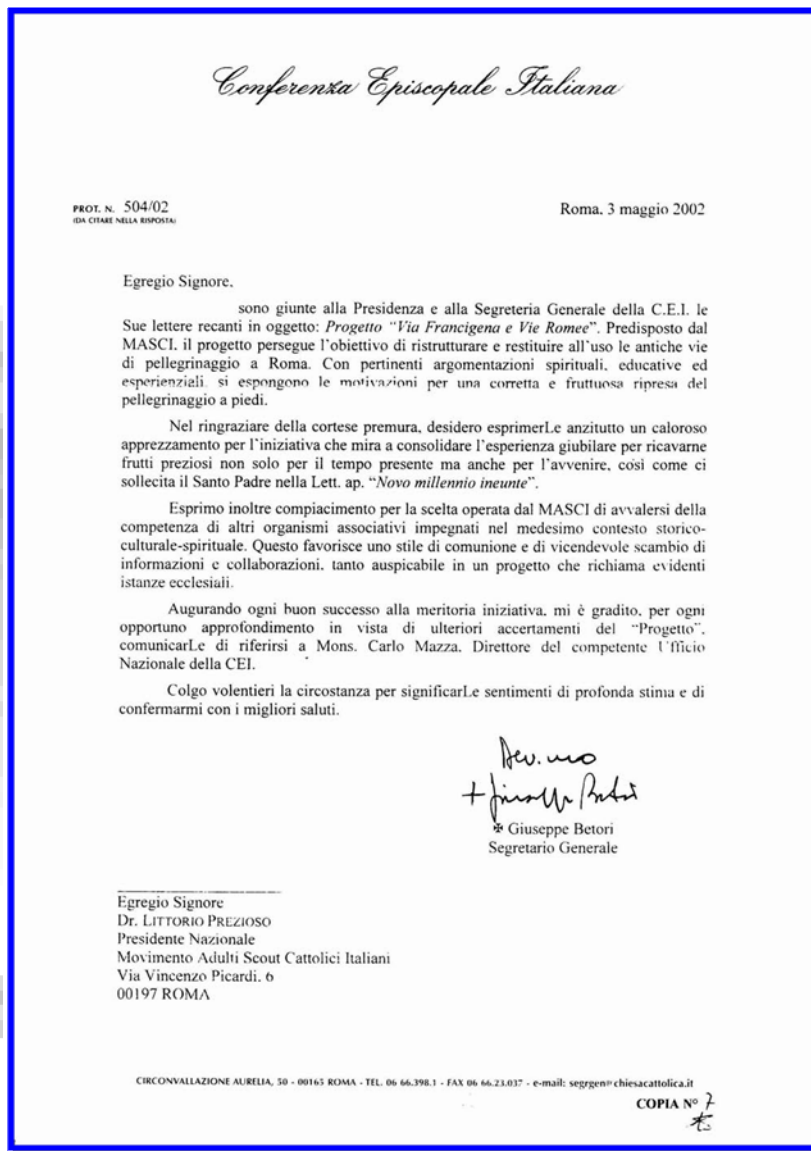 Conferenza Episcopale Italiana
PROT. N. 504/02
(DA CITARE NELLA RISPOSTA)
Roma, 3 maggio 2002
Egregio Signore,
sono giunte alla Presidenza e alla Segreteria Generale della C.E.I. le
Sue lettere recanti in oggetto: Progetto "Via Francigena e Vie Romee". Predisposto dal
MASCI, il progetto persegue l'obiettivo di ristrutturare e restituire all'uso le antiche vie
di pellegrinaggio a Roma. Con pertinenti argomentazioni spirituali, educative ed
esperienziali, si espongono le motivazioni per una corretta e fruttuosa ripresa del
pellegrinaggio a piedi.
Nel ringraziare della cortese premura, desidero esprimerLe anzitutto un caloroso
apprezzamento per l'iniziativa che mira a consolidare l'esperienza giubilare per ricavarne
frutti preziosi non solo per il tempo presente ma anche per l'avvenire, così come ci
sollecita il Santo Padre nella Lett. ap. "Novo millennio ineunte".
Esprimo inoltre compiacimento per la scelta operata dal MASCI di avvalersi della
competenza di altri organismi associativi impegnati nel medesimo contesto storico-
culturale-spirituale. Questo favorisce uno stile di comunione e di vicendevole scambio di
informazioni e collaborazioni, tanto auspicabile in un progetto che richiama evidenti
istanze ecclesiali.
Augurando ogni buon successo alla meritoria iniziativa, mi è gradito, per ogni
opportuno approfondimento in vista di ulteriori accertamenti del "Progetto",
comunicarLe di riferirsi a Mons. Carlo Mazza, Direttore del competente Ufficio
Nazionale della CEI.
Colgo volentieri la circostanza per significarLe sentimenti di profonda stima e di
confermarmi con i migliori saluti.
Dev.mo
+ Giuseppe Betori
✠ Giuseppe Betori
Segretario Generale
Egregio Signore
Dr. LITTORIO PREZIOSO
Presidente Nazionale
Movimento Adulti Scout Cattolici Italiani
Via Vincenzo Picardi, 6
00197 ROMA
CIRCONVALLAZIONE AURELIA, 50 - 00165 ROMA - TEL. 06 66.398.1 - FAX 06 66.23.037 - e-mail: segrgen@chiesacattolica.it
COPIA N° 7